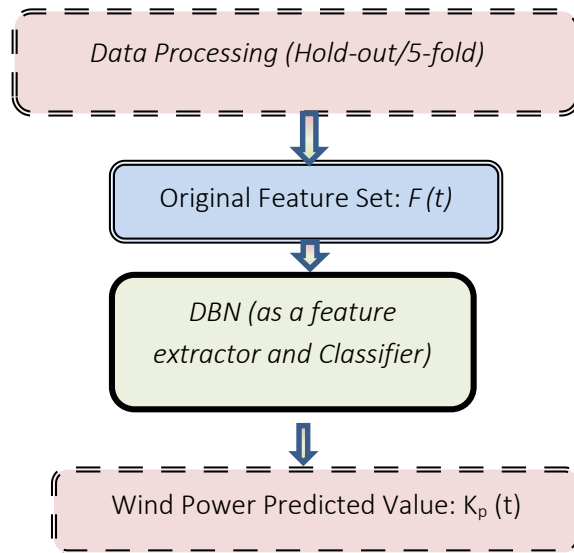 Data Processing (Hold-out/5-fold)
Original Feature Set: F(t)
DBN (as a feature
extractor and Classifier)
Wind Power Predicted Value: Kₚ (t)